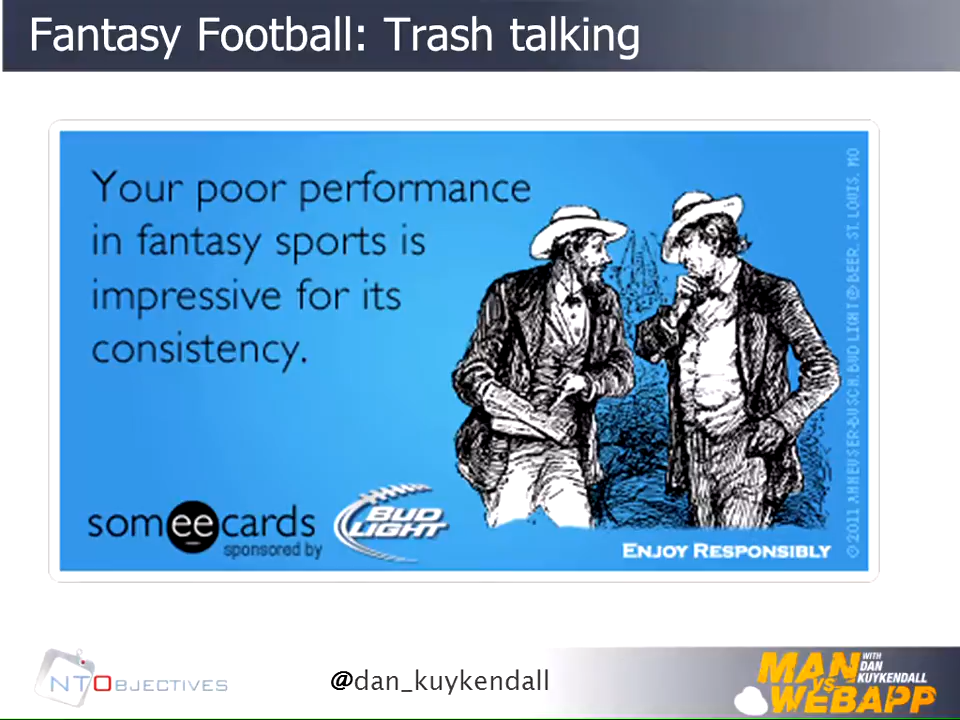 Fantasy Football: Trash talking
Your poor performance
in fantasy sports is
impressive for its
consistency.
someecards
sponsored by
BUD
LIGHT
ENJOY RESPONSIBLY
© 2011 ANHEUSER-BUSCH, BUD LIGHT® BEER, ST. LOUIS, MO
NTOBJECTIVES
@dan_kuykendall
MAN WITH DAN KUYKENDALL
VS
WEBAPP